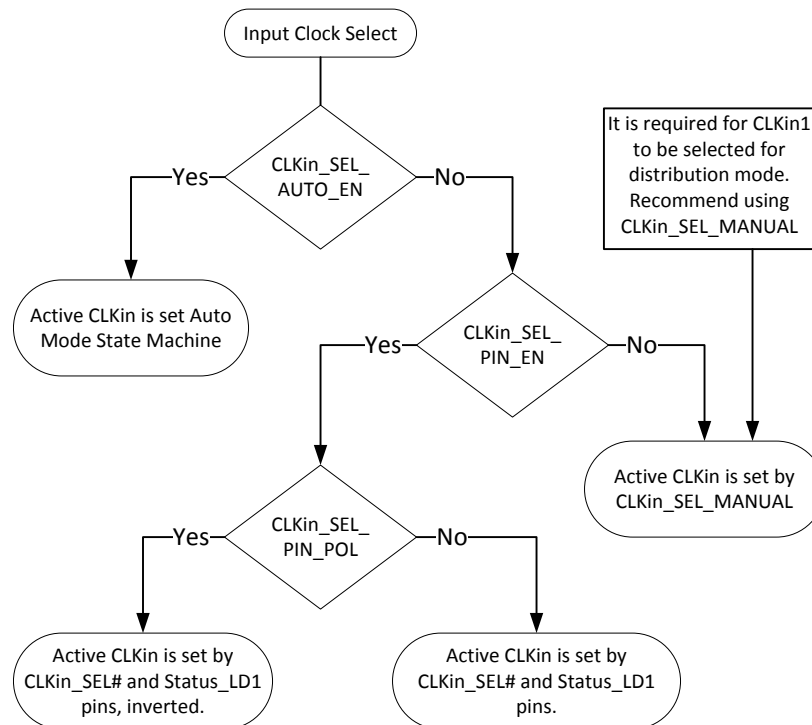 Input Clock Select
It is required for CLKin1
to be selected for
distribution mode.
Recommend using
CLKin_SEL_MANUAL
CLKin_SEL_
AUTO_EN
Yes
No
Active CLKin is set Auto
Mode State Machine
CLKin_SEL_
PIN_EN
Yes
No
Active CLKin is set by
CLKin_SEL_MANUAL
CLKin_SEL_
PIN_POL
Yes
No
Active CLKin is set by
CLKin_SEL# and Status_LD1
pins, inverted.
Active CLKin is set by
CLKin_SEL# and Status_LD1
pins.